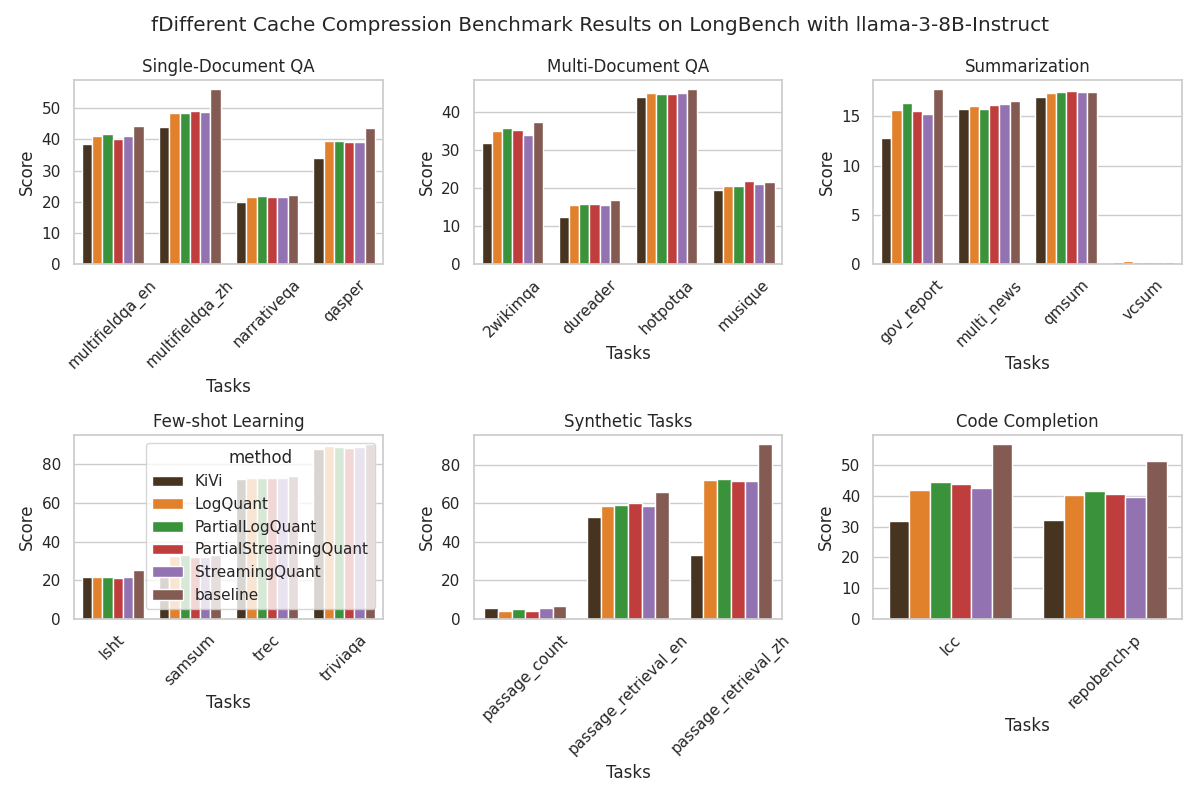 fDifferent Cache Compression Benchmark Results on LongBench with llama-3-8B-Instruct
Single-Document QA
Score
50
40
30
20
10
0
multifieldqa_en
multifieldqa_zh
narrativeqa
qasper
Tasks
Multi-Document QA
Score
40
30
20
10
0
2wikimqa
dureader
hotpotqa
musique
Tasks
Summarization
Score
15
10
5
0
gov_report
multi_news
qmsum
vcsum
Tasks
Few-shot Learning
Score
80
60
40
20
0
method
KiVi
LogQuant
PartialLogQuant
PartialStreamingQuant
StreamingQuant
baseline
lsht
samsum
trec
triviaqa
Tasks
Synthetic Tasks
Score
80
60
40
20
0
passage_count
passage_retrieval_en
passage_retrieval_zh
Tasks
Code Completion
Score
50
40
30
20
10
0
lcc
repobench-p
Tasks